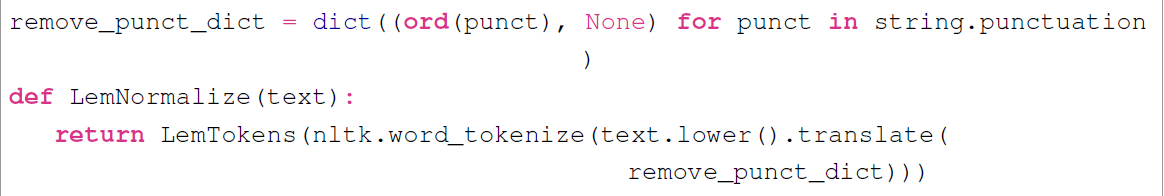 remove_punct_dict = dict((ord(punct), None) for punct in string.punctuation
)
def LemNormalize(text):
return LemTokens(nltk.word_tokenize(text.lower().translate(
remove_punct_dict)))